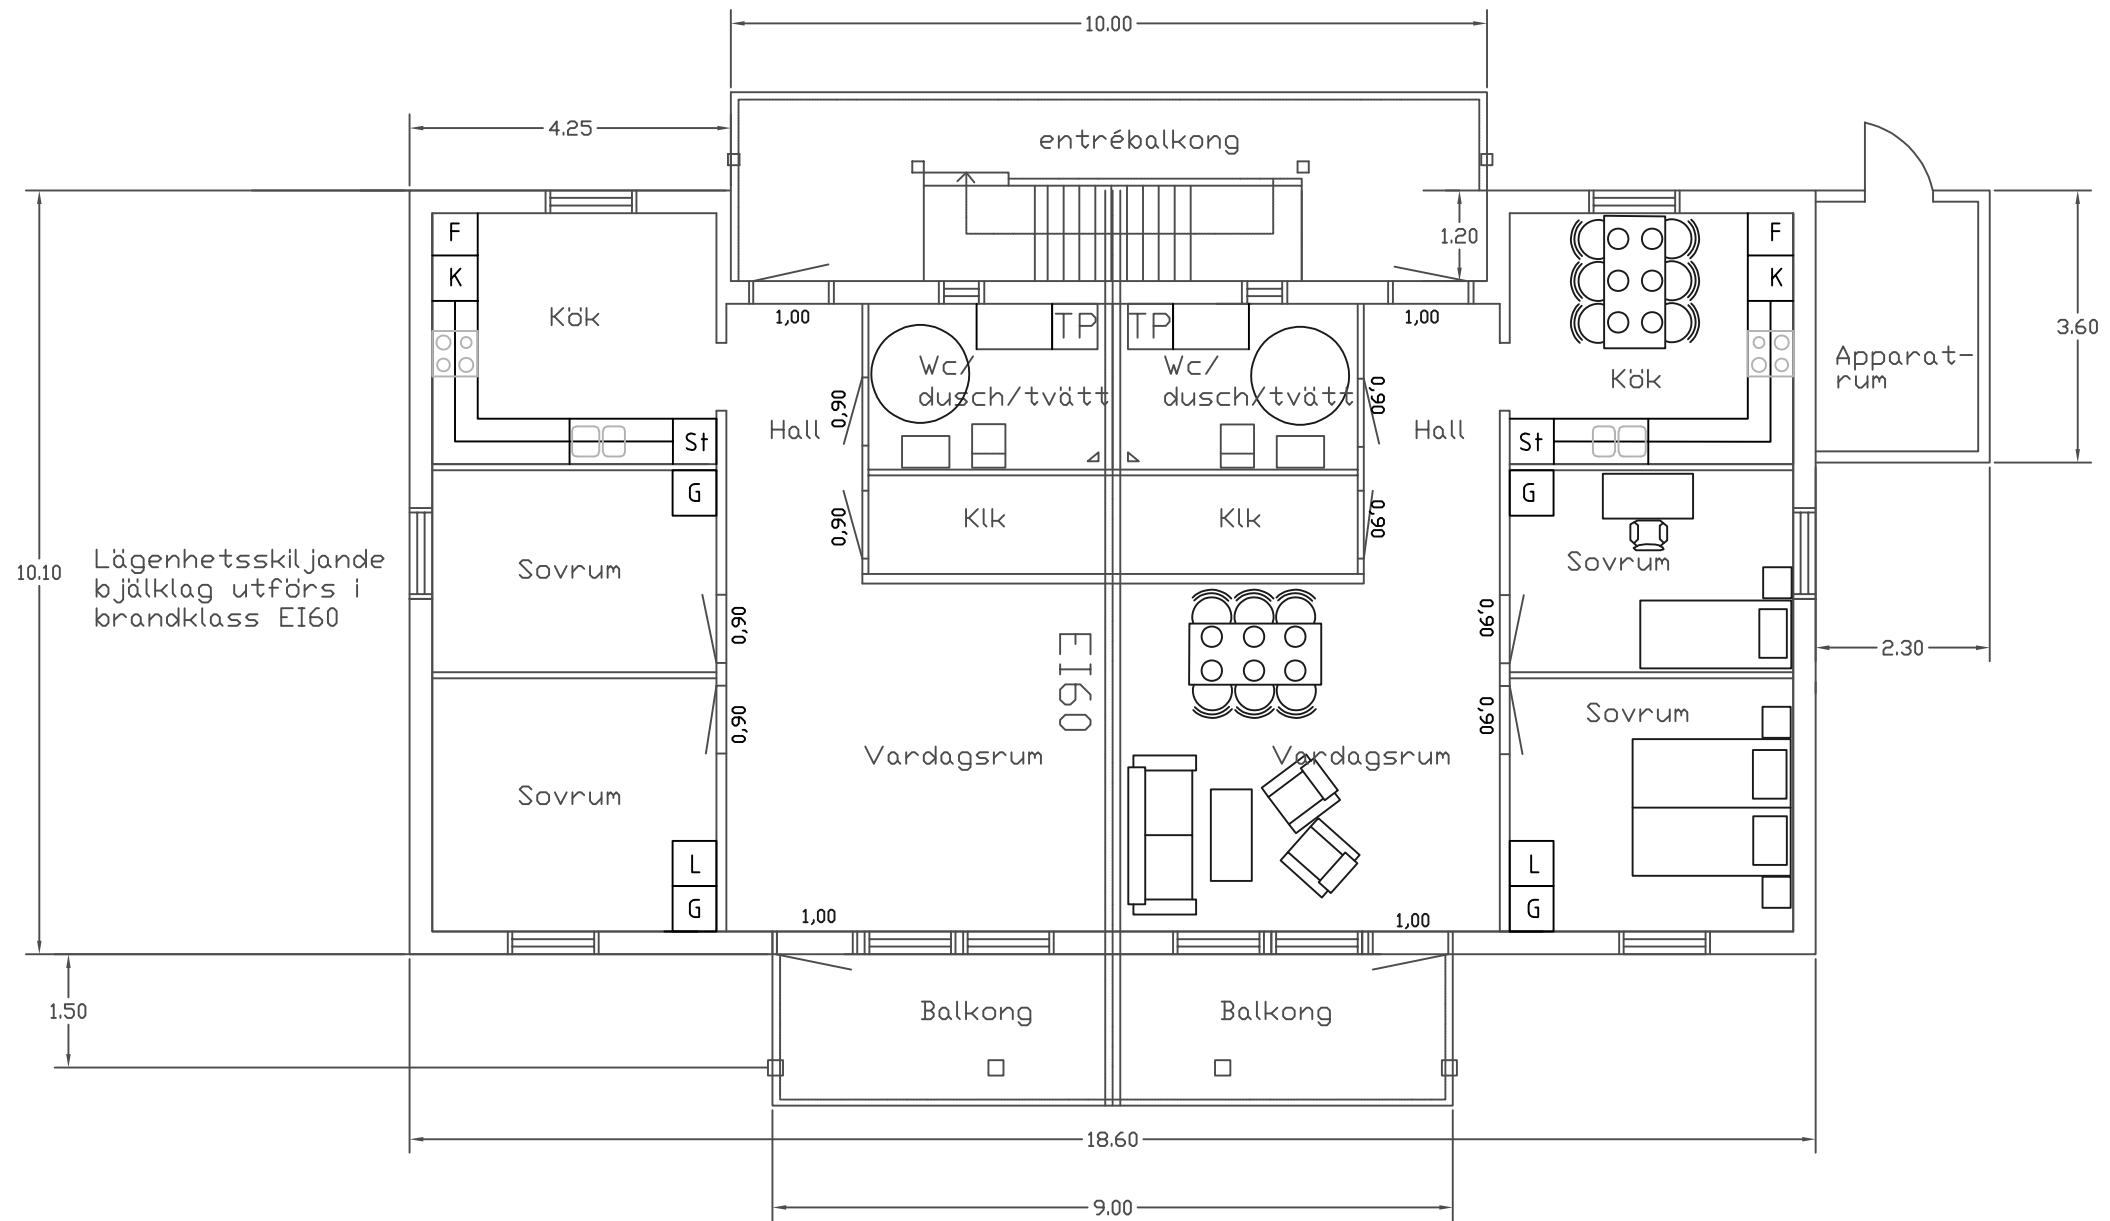 10.00
4.25
entrébalkong
1.20
3.60
10.10
F
K
Kök
St
1,00
Hall
TP
Wc/
dusch/tvätt
0,90
TP
Wc/
dusch/tvätt
0,90
1,00
Hall
F
K
Kök
St
Apparat-
rum
G
Sovrum
0,90
Klk
0,90
Klk
0,90
G
Sovrum
0,90
Lägenhetsskiljande
bjälklag utförs i
brandklass EI60
2.30
EI60
0,90
Sovrum
L
G
Vardagsrum
Vardagsrum
0,90
Sovrum
L
G
1,00
1,00
1.50
Balkong
Balkong
18.60
9.00